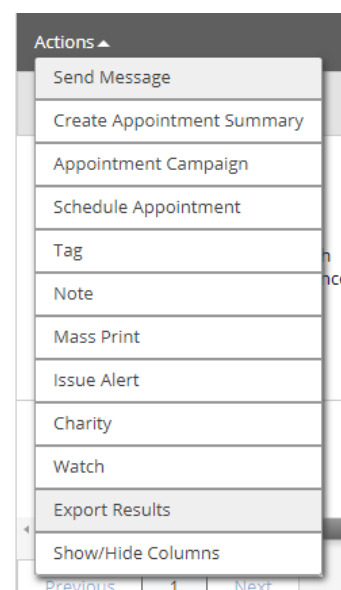 Actions
Send Message
Create Appointment Summary
Appointment Campaign
Schedule Appointment
Tag
h
Note
nce
Mass Print
Issue Alert
Charity
Watch
Export Results
Show/Hide Columns
Previous 1 Next